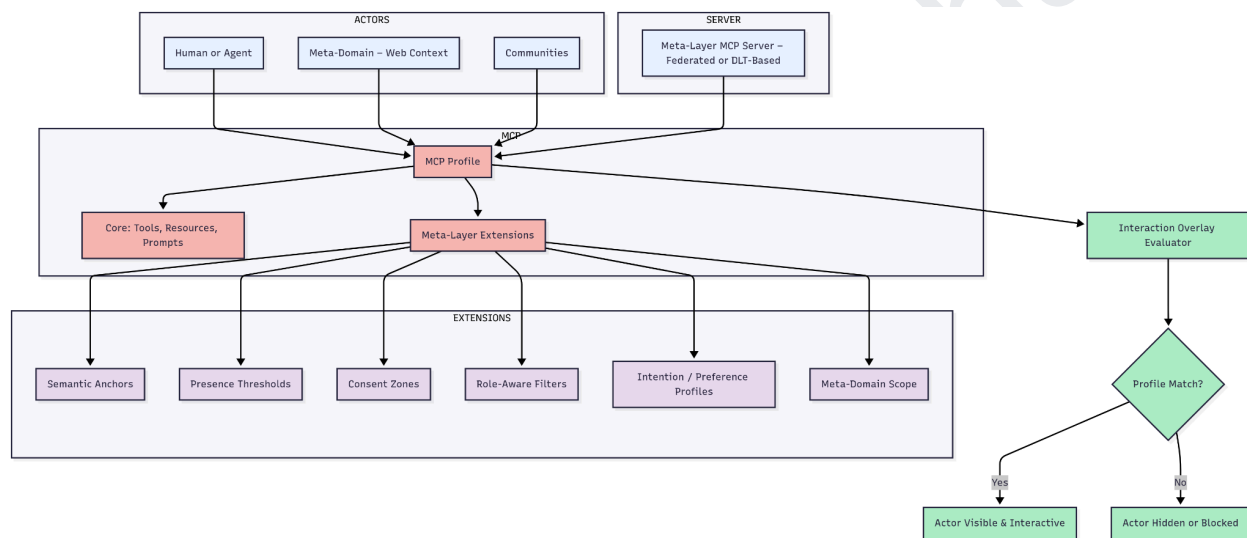 ACTORS
SERVER
Human or Agent
Meta-Domain – Web Context
Communities
Meta-Layer MCP Server –
Federated or DLT-Based
MCP
MCP Profile
Core: Tools, Resources,
Prompts
Meta-Layer Extensions
Interaction Overlay
Evaluator
EXTENSIONS
Semantic Anchors
Presence Thresholds
Consent Zones
Role-Aware Filters
Intention / Preference
Profiles
Meta-Domain Scope
Profile Match?
Yes
No
Actor Visible & Interactive
Actor Hidden or Blocked